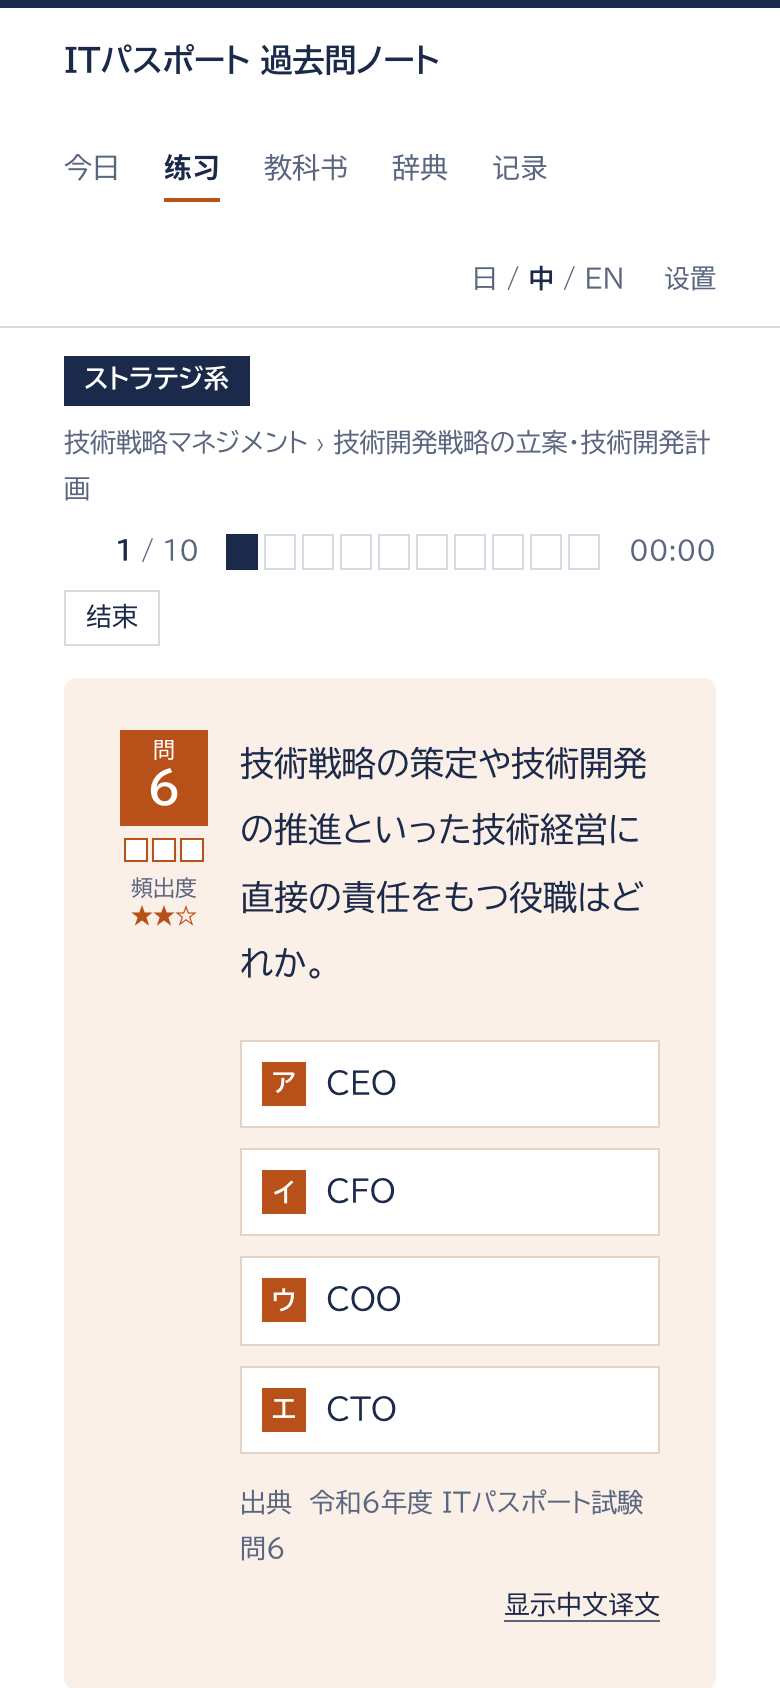 ITパスポート 過去問ノート
今日 练习 教科书 辞典 记录
日 / 中 / EN 设置
ストラテジ系
技術戦略マネジメント › 技術開発戦略の立案・技術開発計
画
1 / 10 00:00
结束
問
6
頻出度
★★☆
技術戦略の策定や技術開発
の推進といった技術経営に
直接の責任をもつ役職はど
れか。
ア CEO
イ CFO
ウ COO
エ CTO
出典 令和6年度 ITパスポート試験
問6
显示中文译文